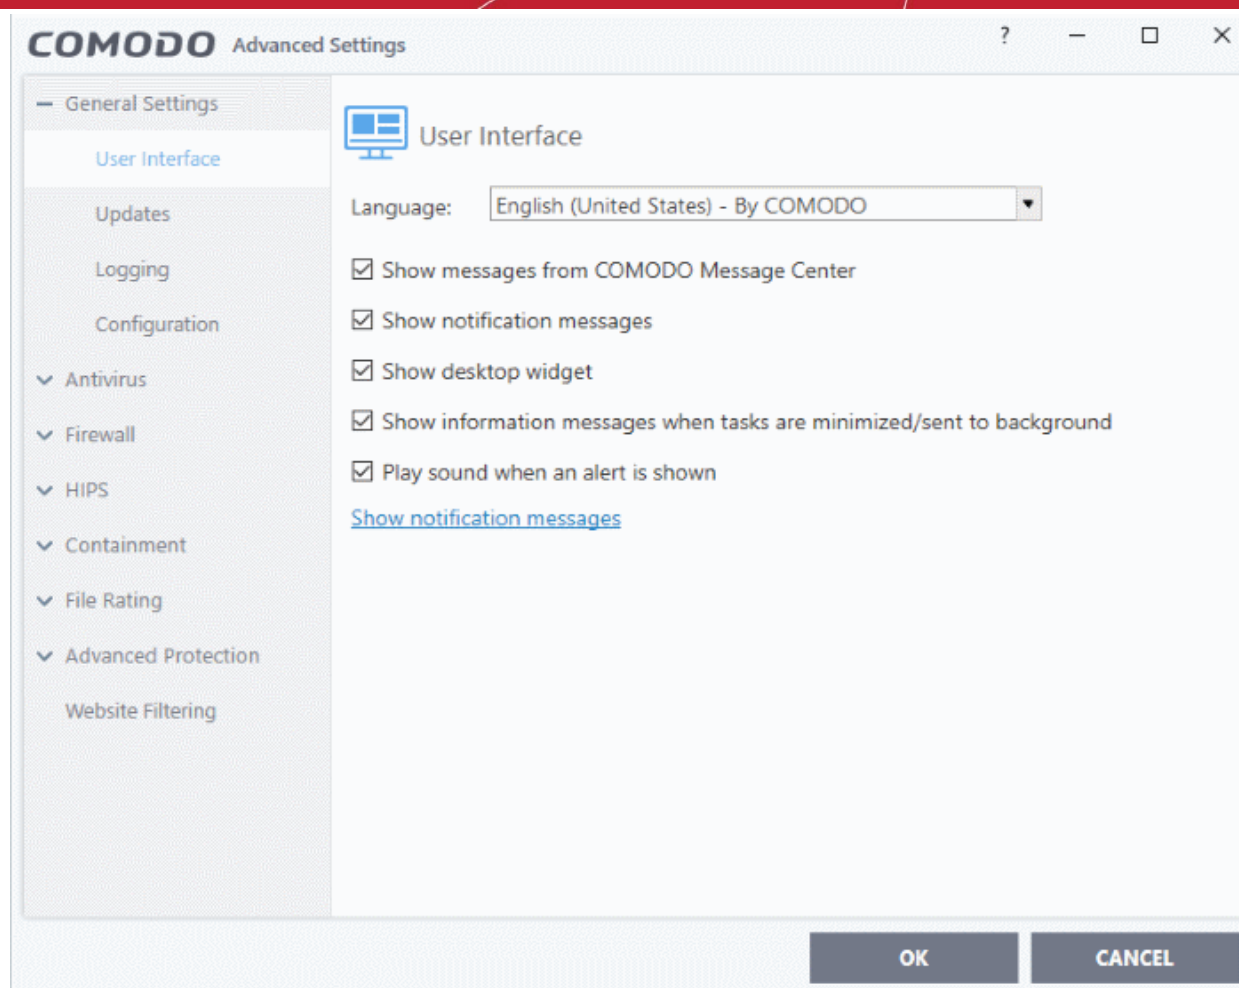 COMODO Advanced Settings
General Settings
User Interface
Updates
Logging
Configuration
Antivirus
Firewall
HIPS
Containment
File Rating
Advanced Protection
Website Filtering
User Interface
Language: English (United States) - By COMODO
Show messages from COMODO Message Center
Show notification messages
Show desktop widget
Show information messages when tasks are minimized/sent to background
Play sound when an alert is shown
Show notification messages
OK CANCEL